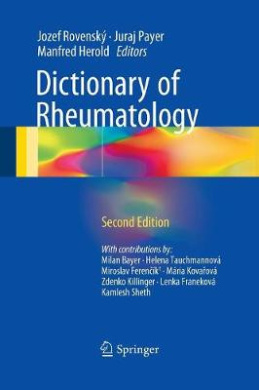 Jozef Rovenský · Juraj Payer
Manfred Herold Editors
Dictionary of
Rheumatology
Second Edition
With contributions by:
Milan Bayer · Helena Tauchmannová
Miroslav Ferenčík† · Mária Kovářová
Zdenko Killinger · Lenka Franeková
Kamlesh Sheth
Springer